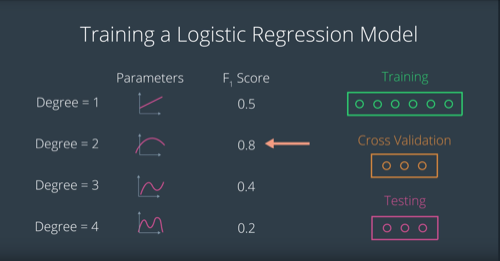 Training a Logistic Regression Model
Parameters F1 Score
Degree = 1 0.5
Degree = 2 0.8
Degree = 3 0.4
Degree = 4 0.2
Training
Cross Validation
Testing